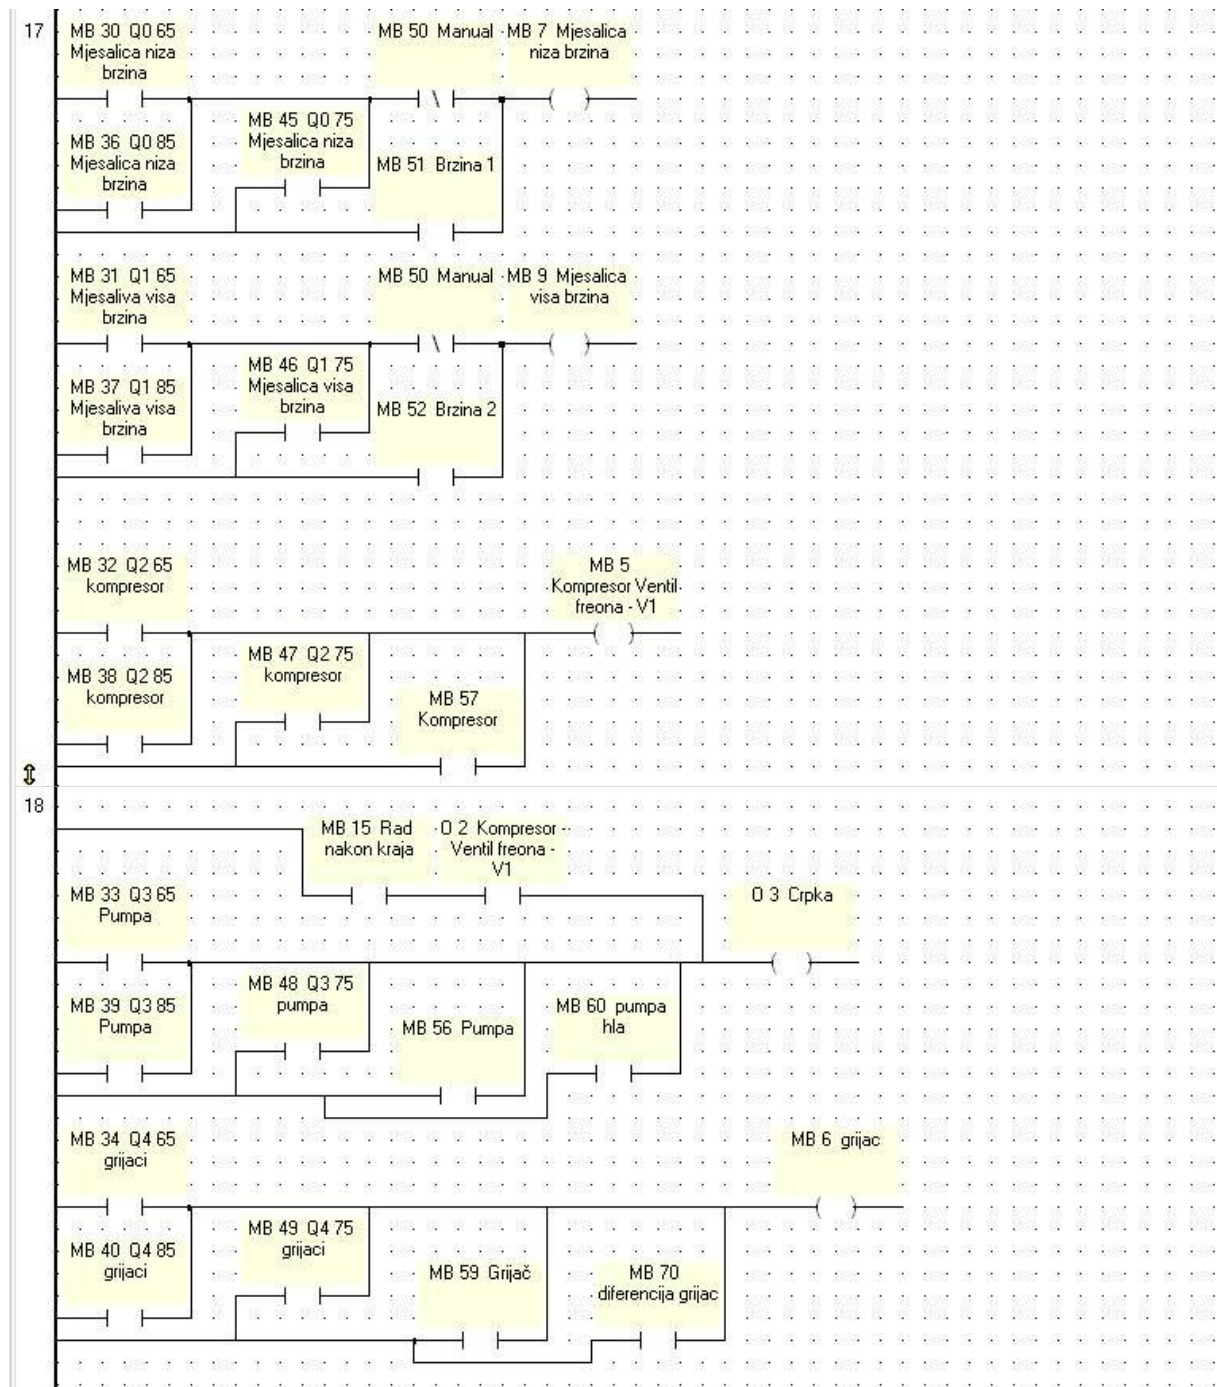 17
MB 30 Q0 65
Mjesalica niza
brzina
MB 50 Manual
MB 7 Mjesalica
niza brzina
MB 36 Q0 85
Mjesalica niza
brzina
MB 45 Q0 75
Mjesalica niza
brzina
MB 51 Brzina 1
MB 31 Q1 65
Mjesaliva visa
brzina
MB 50 Manual
MB 9 Mjesalica
visa brzina
MB 37 Q1 85
Mjesaliva visa
brzina
MB 46 Q1 75
Mjesalica visa
brzina
MB 52 Brzina 2
MB 32 Q2 65
kompresor
MB 5
Kompresor Ventil
freona - V1
MB 38 Q2 85
kompresor
MB 47 Q2 75
kompresor
MB 57
Kompresor
18
MB 15 Rad
nakon kraja
O 2 Kompresor -
Ventil freona -
V1
MB 33 Q3 65
Pumpa
O 3 Crpka
MB 39 Q3 85
Pumpa
MB 48 Q3 75
pumpa
MB 56 Pumpa
MB 60 pumpa
hla
MB 34 Q4 65
grijaci
MB 6 grijac
MB 40 Q4 85
grijaci
MB 49 Q4 75
grijaci
MB 59 Grijač
MB 70
diferencija grijac